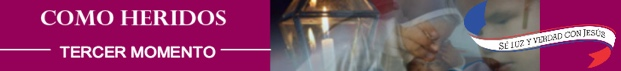 COMO HERIDOS
TERCER MOMENTO
SÉ LUZ Y VERDAD CON JESÚS